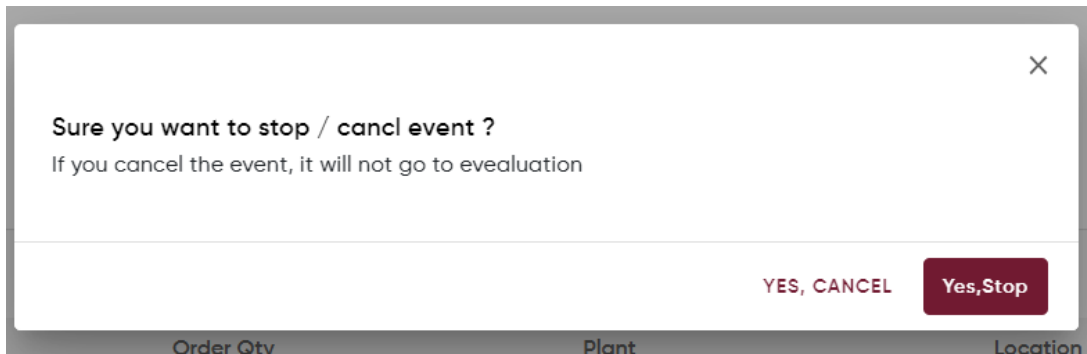 Sure you want to stop / cancl event ?
If you cancel the event, it will not go to evealuation
YES, CANCEL
Yes,Stop
Order Qty
Plant
Location